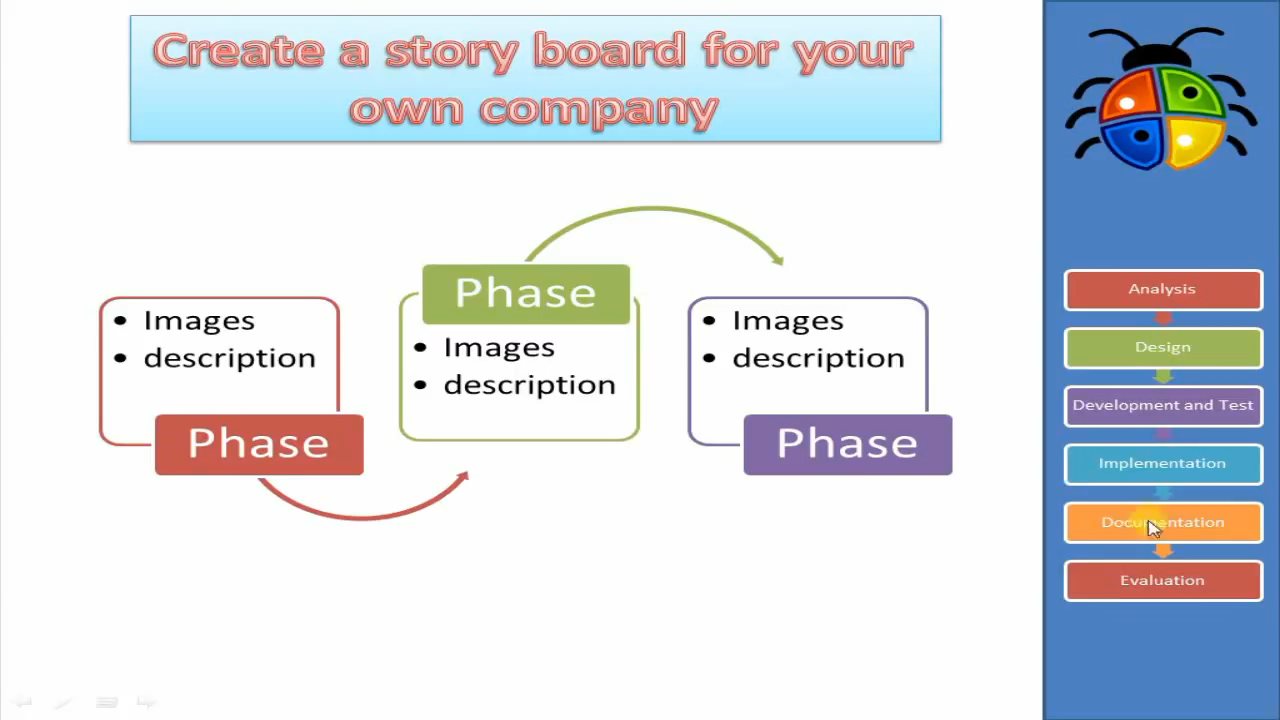 Create a story board for your
own company
• Images
• description
Phase
Phase
• Images
• description
• Images
• description
Phase
Analysis
Design
Development and Test
Implementation
Documentation
Evaluation